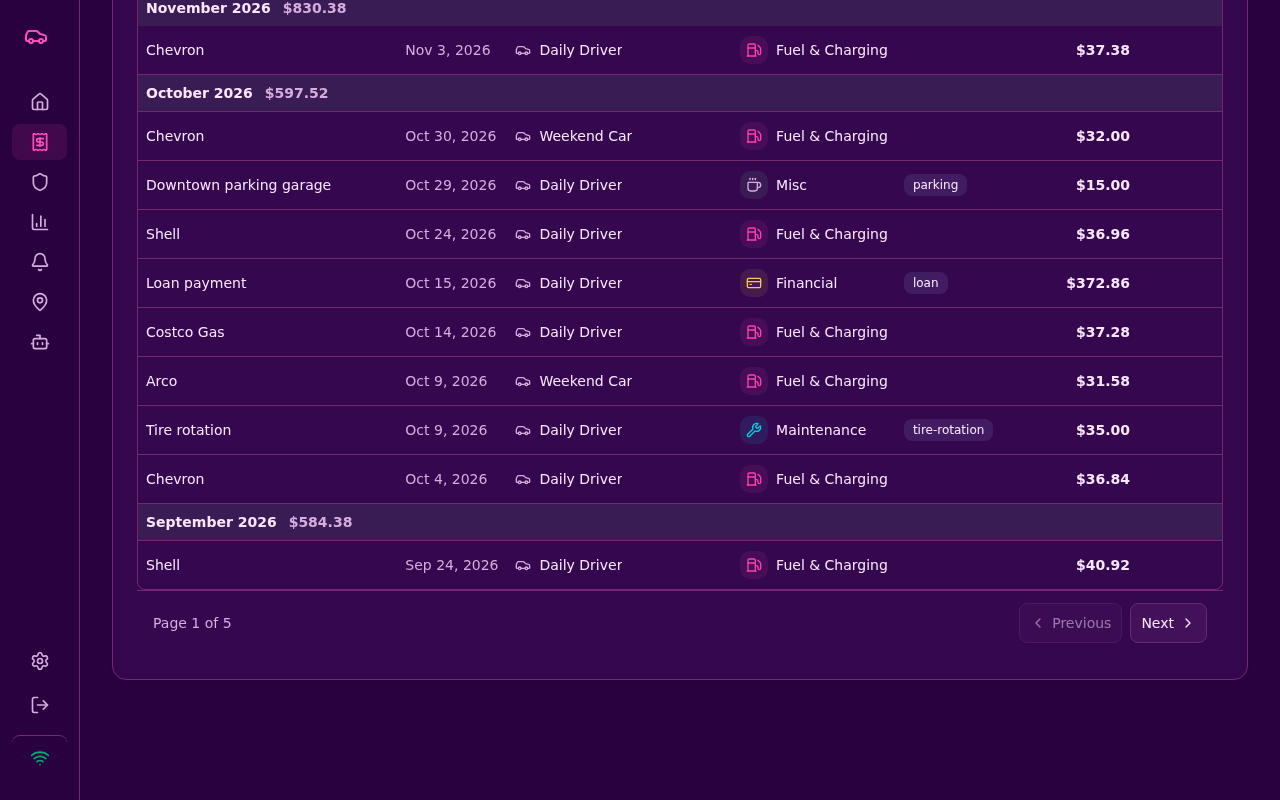 November 2026 $830.38
Chevron Nov 3, 2026 Daily Driver Fuel & Charging $37.38
October 2026 $597.52
Chevron Oct 30, 2026 Weekend Car Fuel & Charging $32.00
Downtown parking garage Oct 29, 2026 Daily Driver Misc parking $15.00
Shell Oct 24, 2026 Daily Driver Fuel & Charging $36.96
Loan payment Oct 15, 2026 Daily Driver Financial loan $372.86
Costco Gas Oct 14, 2026 Daily Driver Fuel & Charging $37.28
Arco Oct 9, 2026 Weekend Car Fuel & Charging $31.58
Tire rotation Oct 9, 2026 Daily Driver Maintenance tire-rotation $35.00
Chevron Oct 4, 2026 Daily Driver Fuel & Charging $36.84
September 2026 $584.38
Shell Sep 24, 2026 Daily Driver Fuel & Charging $40.92
Page 1 of 5 Previous Next